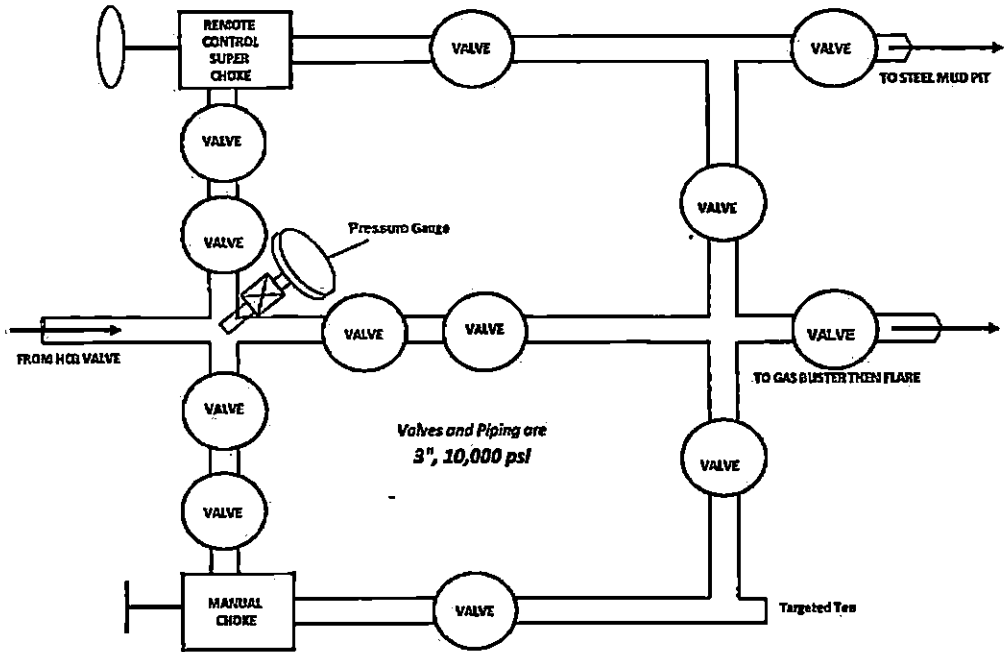 REMOTE
CONTROL
SUPER
CHOKE
VALVE
VALVE
TO STEEL MUD PIT
VALVE
VALVE
VALVE
Pressure Gauge
FROM HCR VALVE
VALVE
VALVE
VALVE
TO GAS BUSTER THEN FLARE
VALVE
Valves and Piping are
3", 10,000 psi
VALVE
VALVE
MANUAL
CHOKE
VALVE
Targeted Tee